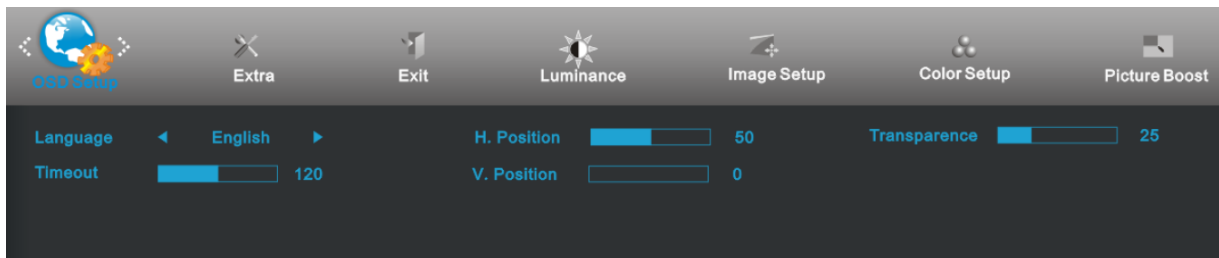 OSD Setup Extra Exit Luminance Image Setup Color Setup Picture Boost
Language English H. Position 50 Transparence 25
Timeout 120 V. Position 0